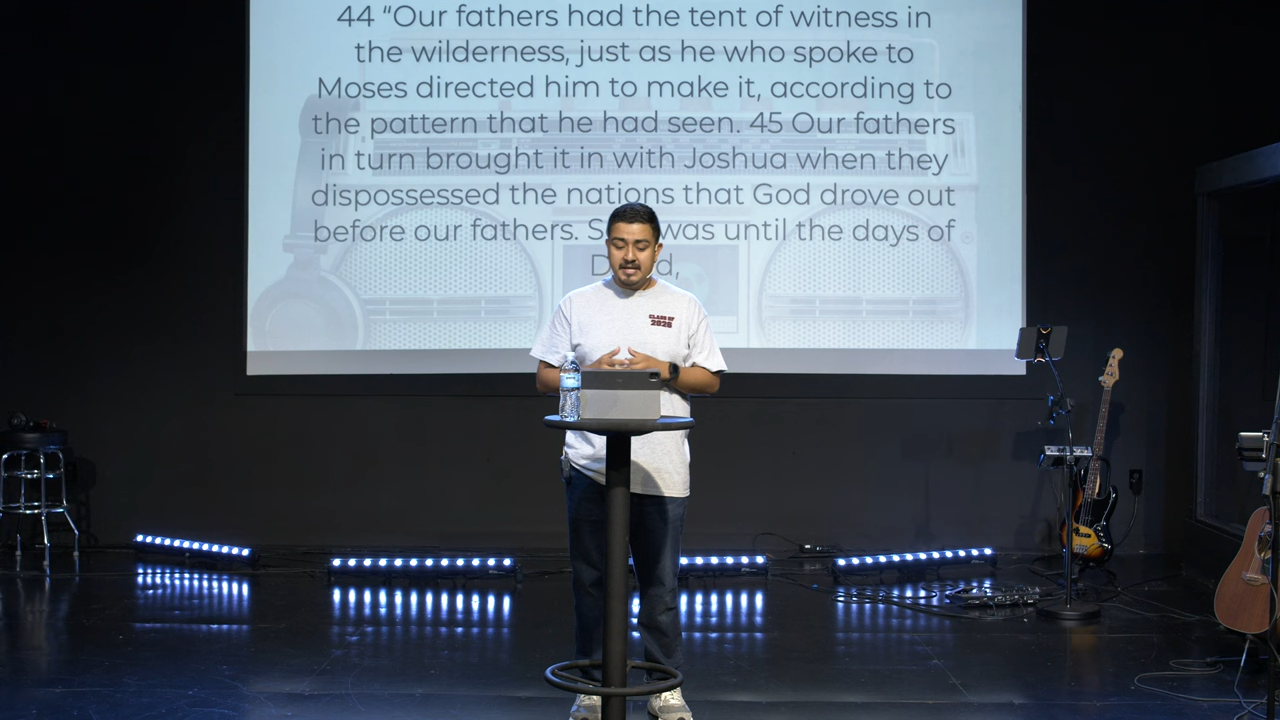 44 “Our fathers had the tent of witness in
the wilderness, just as he who spoke to
Moses directed him to make it, according to
the pattern that he had seen. 45 Our fathers
in turn brought it in with Joshua when they
dispossessed the nations that God drove out
before our fathers. was until the days of
CLASS OF
2026